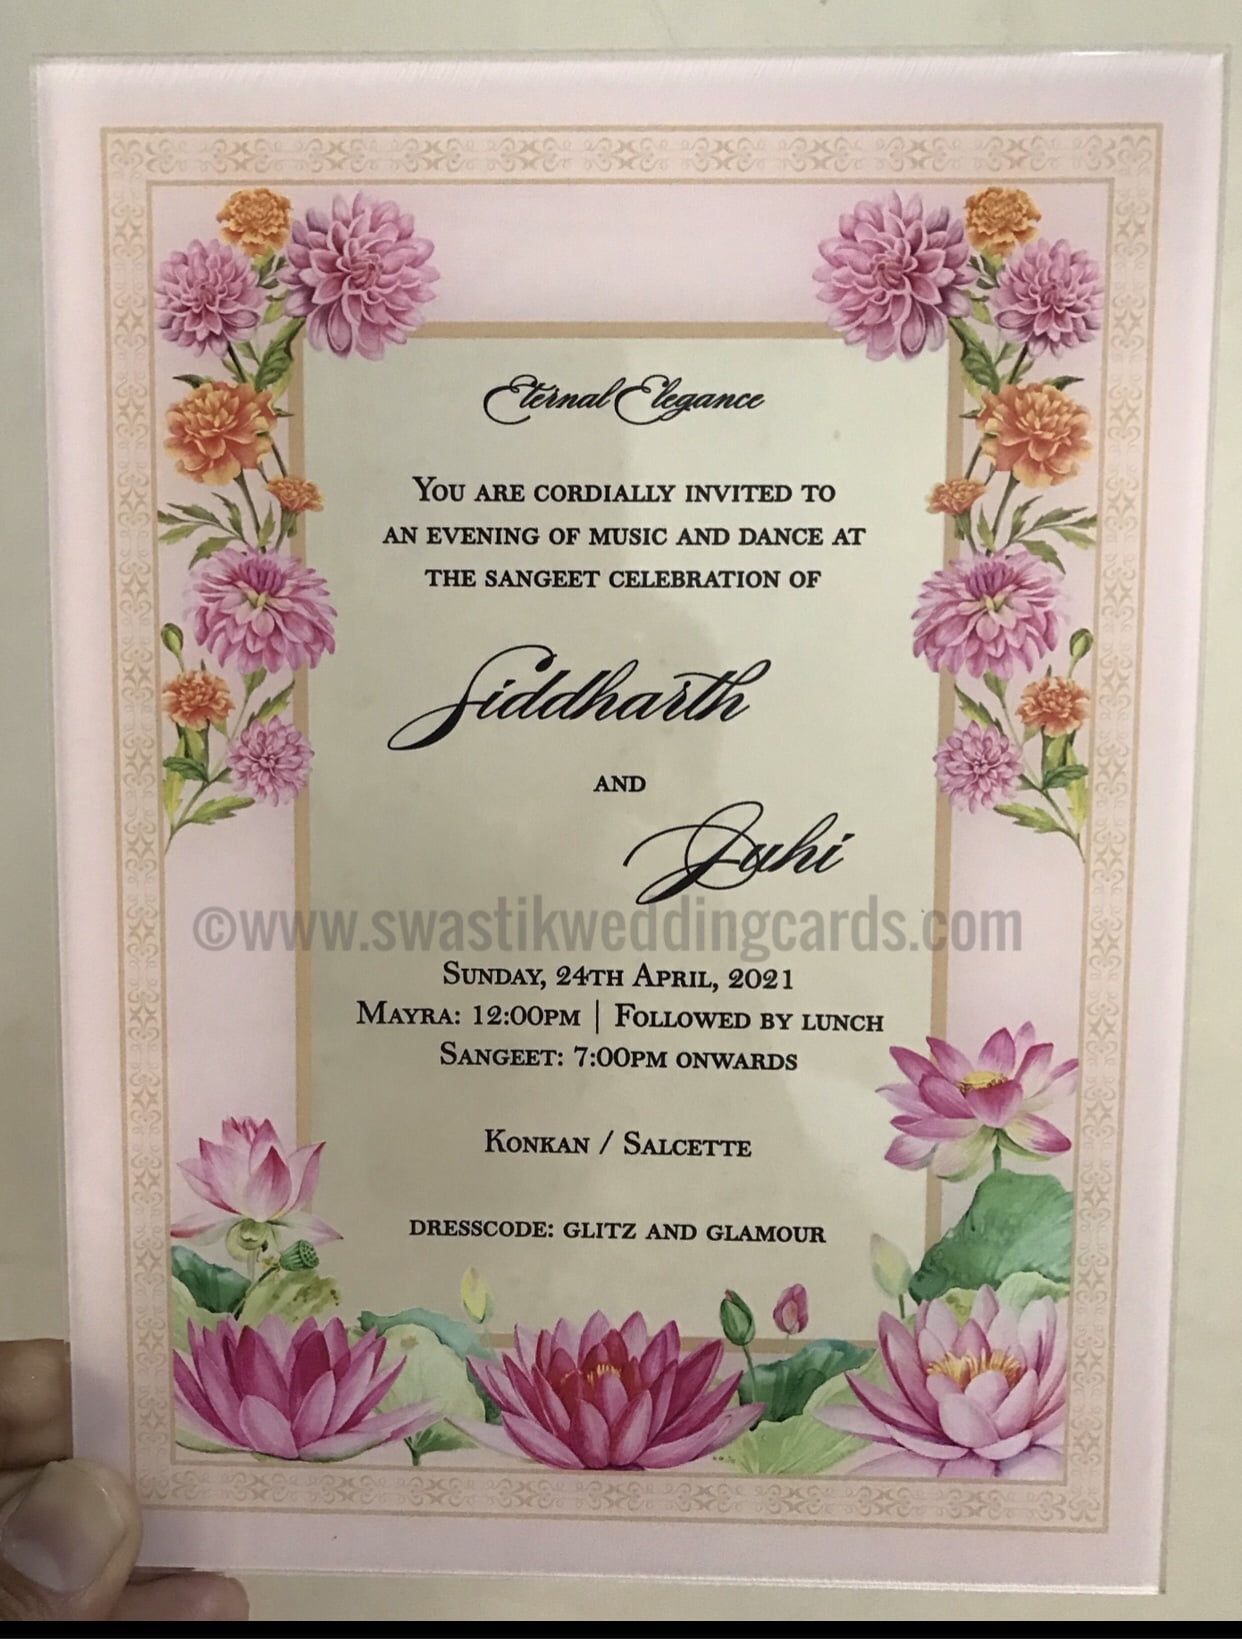 Eternal Elegance
You are cordially invited to
an evening of music and dance at
the sangeet celebration of
Siddharth
and
Juhi
©www.swastikweddingcards.com
Sunday, 24th April, 2021
Mayra: 12:00pm | Followed by lunch
Sangeet: 7:00pm onwards
Konkan / Salcette
dresscode: glitz and glamour